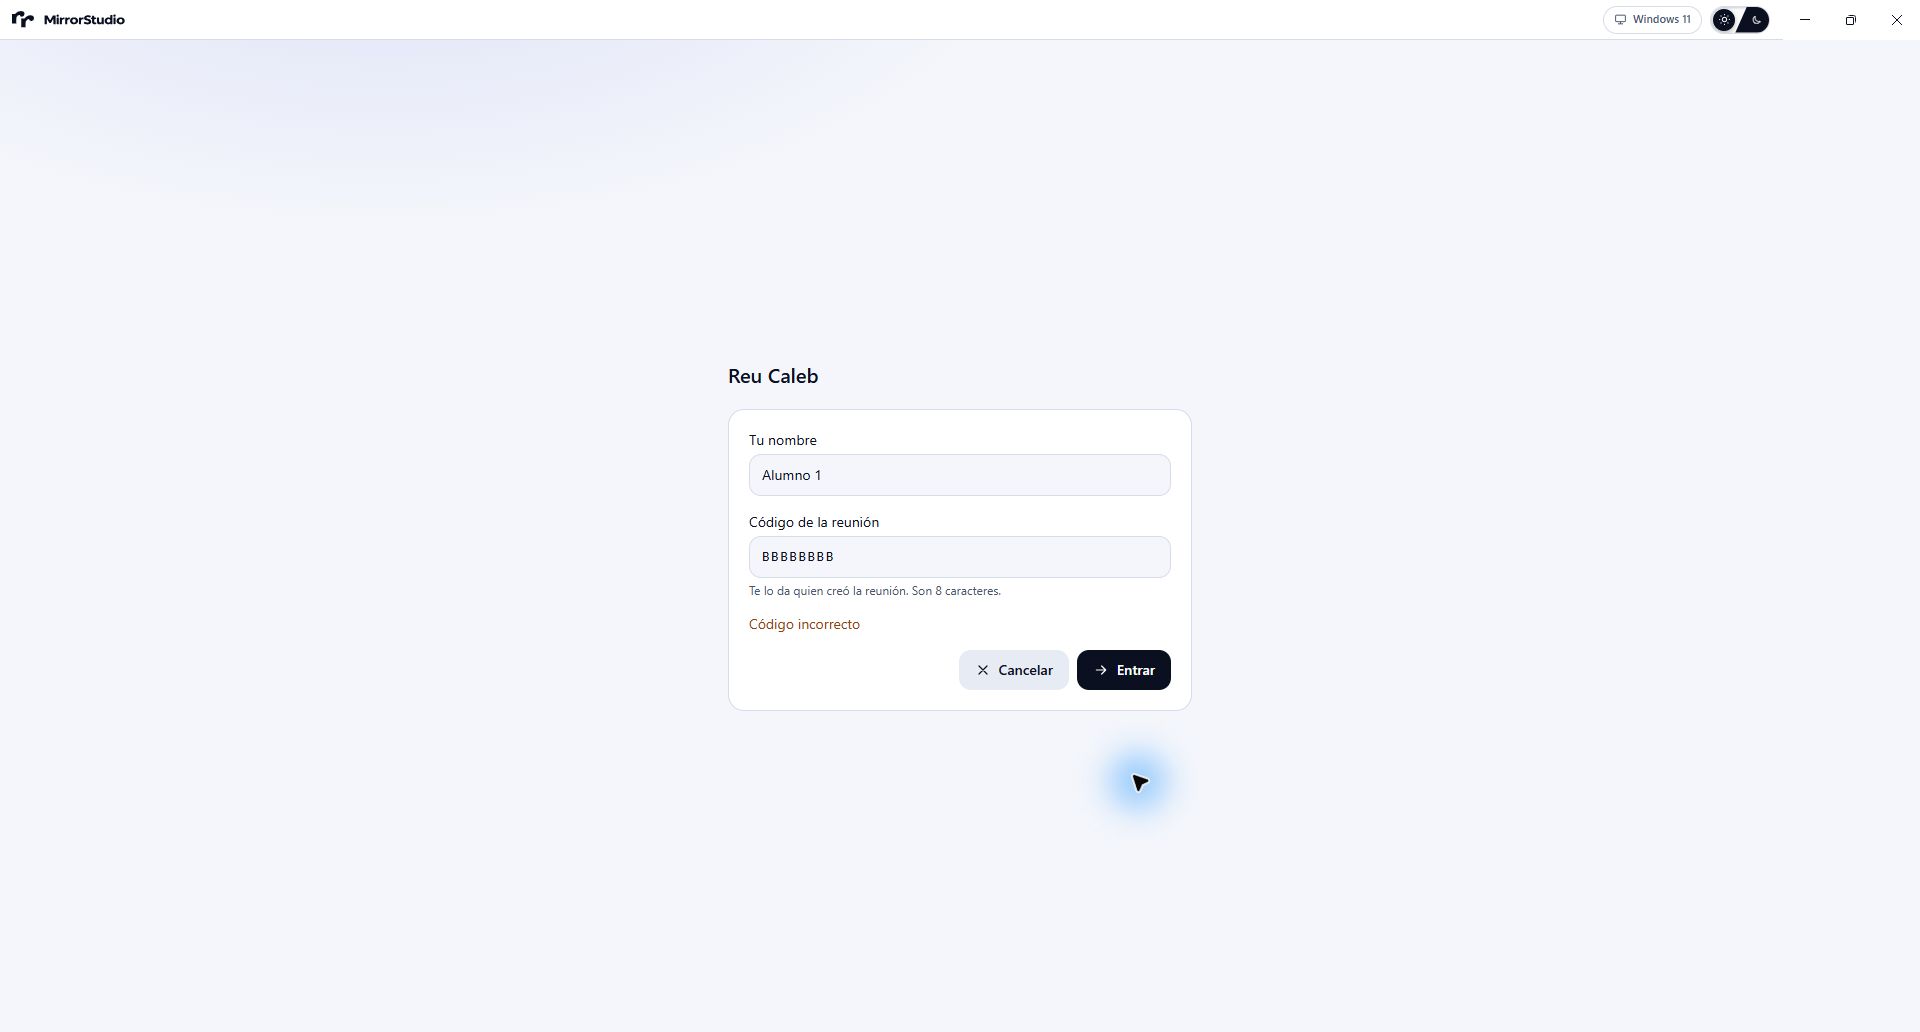 MirrorStudio
Windows 11
Reu Caleb
Tu nombre
Alumno 1
Código de la reunión
BBBBBBBB
Te lo da quien creó la reunión. Son 8 caracteres.
Código incorrecto
Cancelar
Entrar